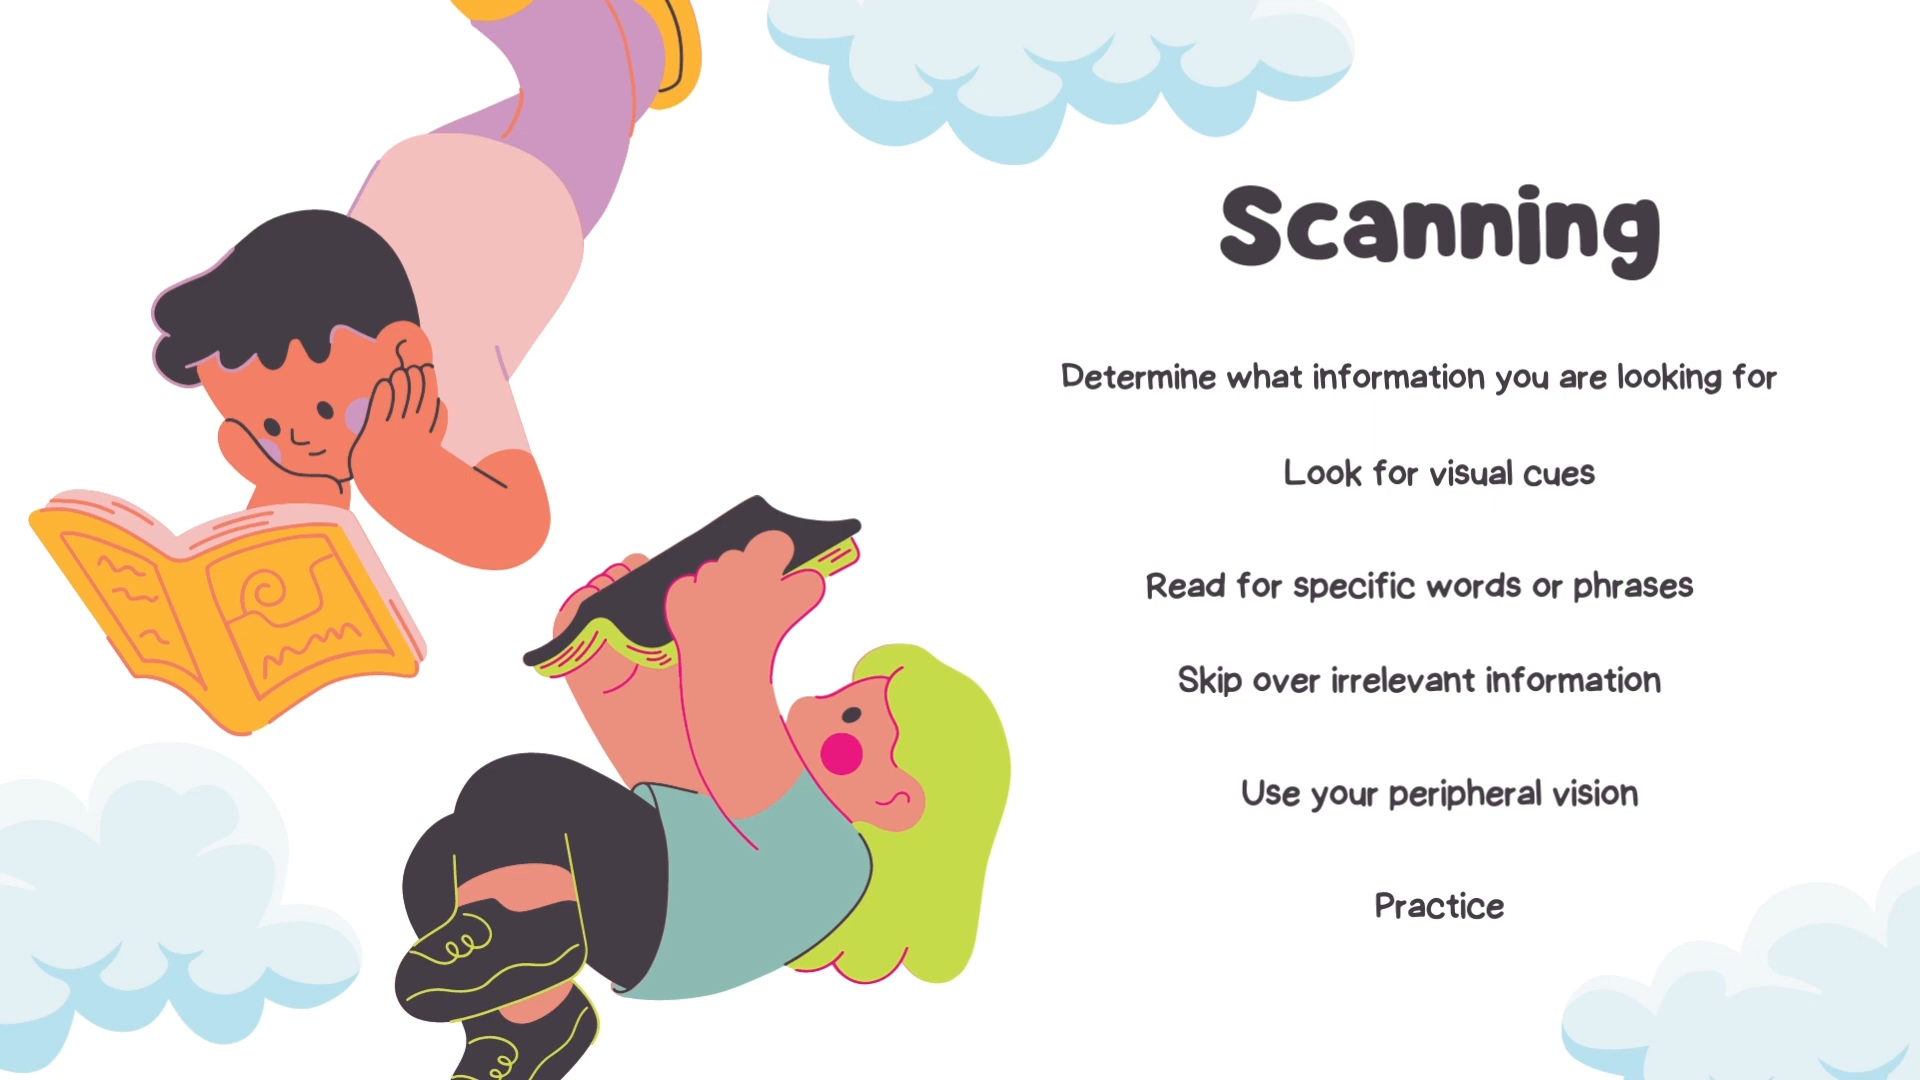 Scanning
Determine what information you are looking for
Look for visual cues
Read for specific words or phrases
Skip over irrelevant information
Use your peripheral vision
Practice